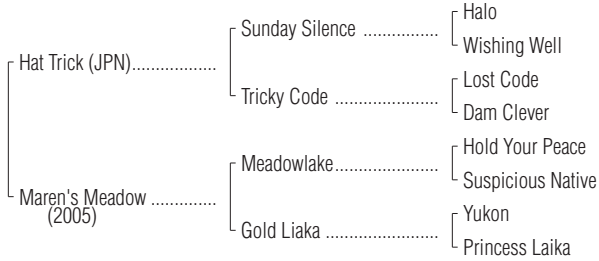 Halo
Sunday Silence ................
Wishing Well
Hat Trick (JPN)..................
Lost Code
Tricky Code ......................
Dam Clever
Hold Your Peace
Meadowlake......................
Suspicious Native
Maren's Meadow ..............
(2005)
Yukon
Gold Liaka ........................
Princess Laika